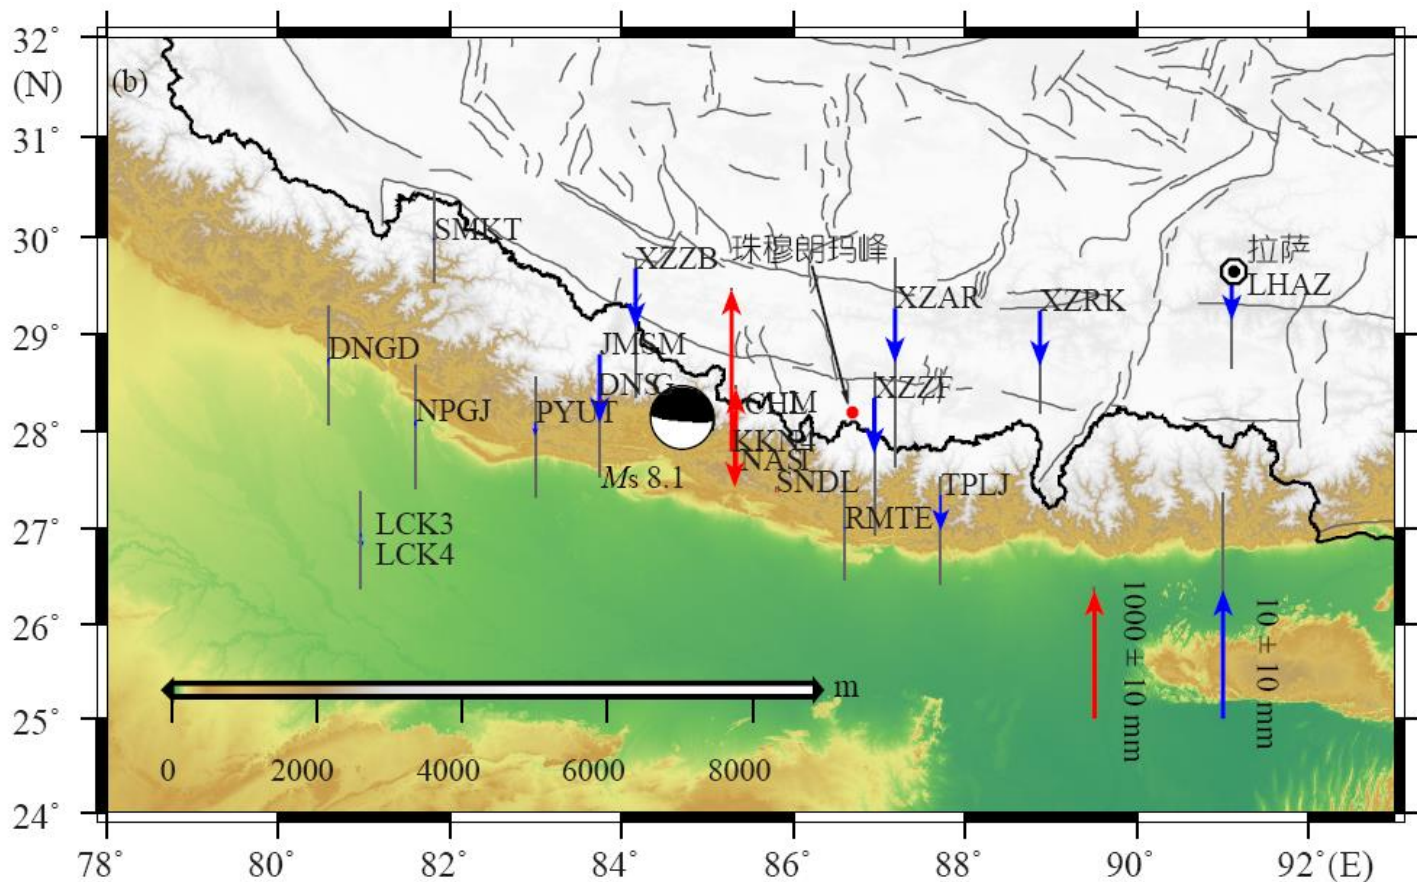 32°
(N)
(b)
31°
30°
29°
28°
27°
26°
25°
24°
SMKT
XZZB
珠穆朗玛峰
拉萨
LHAZ
XZAR
XZRK
DNGD
JMSM
DNSG
XZZF
NPGJ
PYUT
CHLM
KKN4
NAST
Ms 8.1
SNDL
TPLJ
RMTE
LCK3
LCK4
1000 ± 10 mm
10 ± 10 mm
m
0 2000 4000 6000 8000
78° 80° 82° 84° 86° 88° 90° 92° (E)